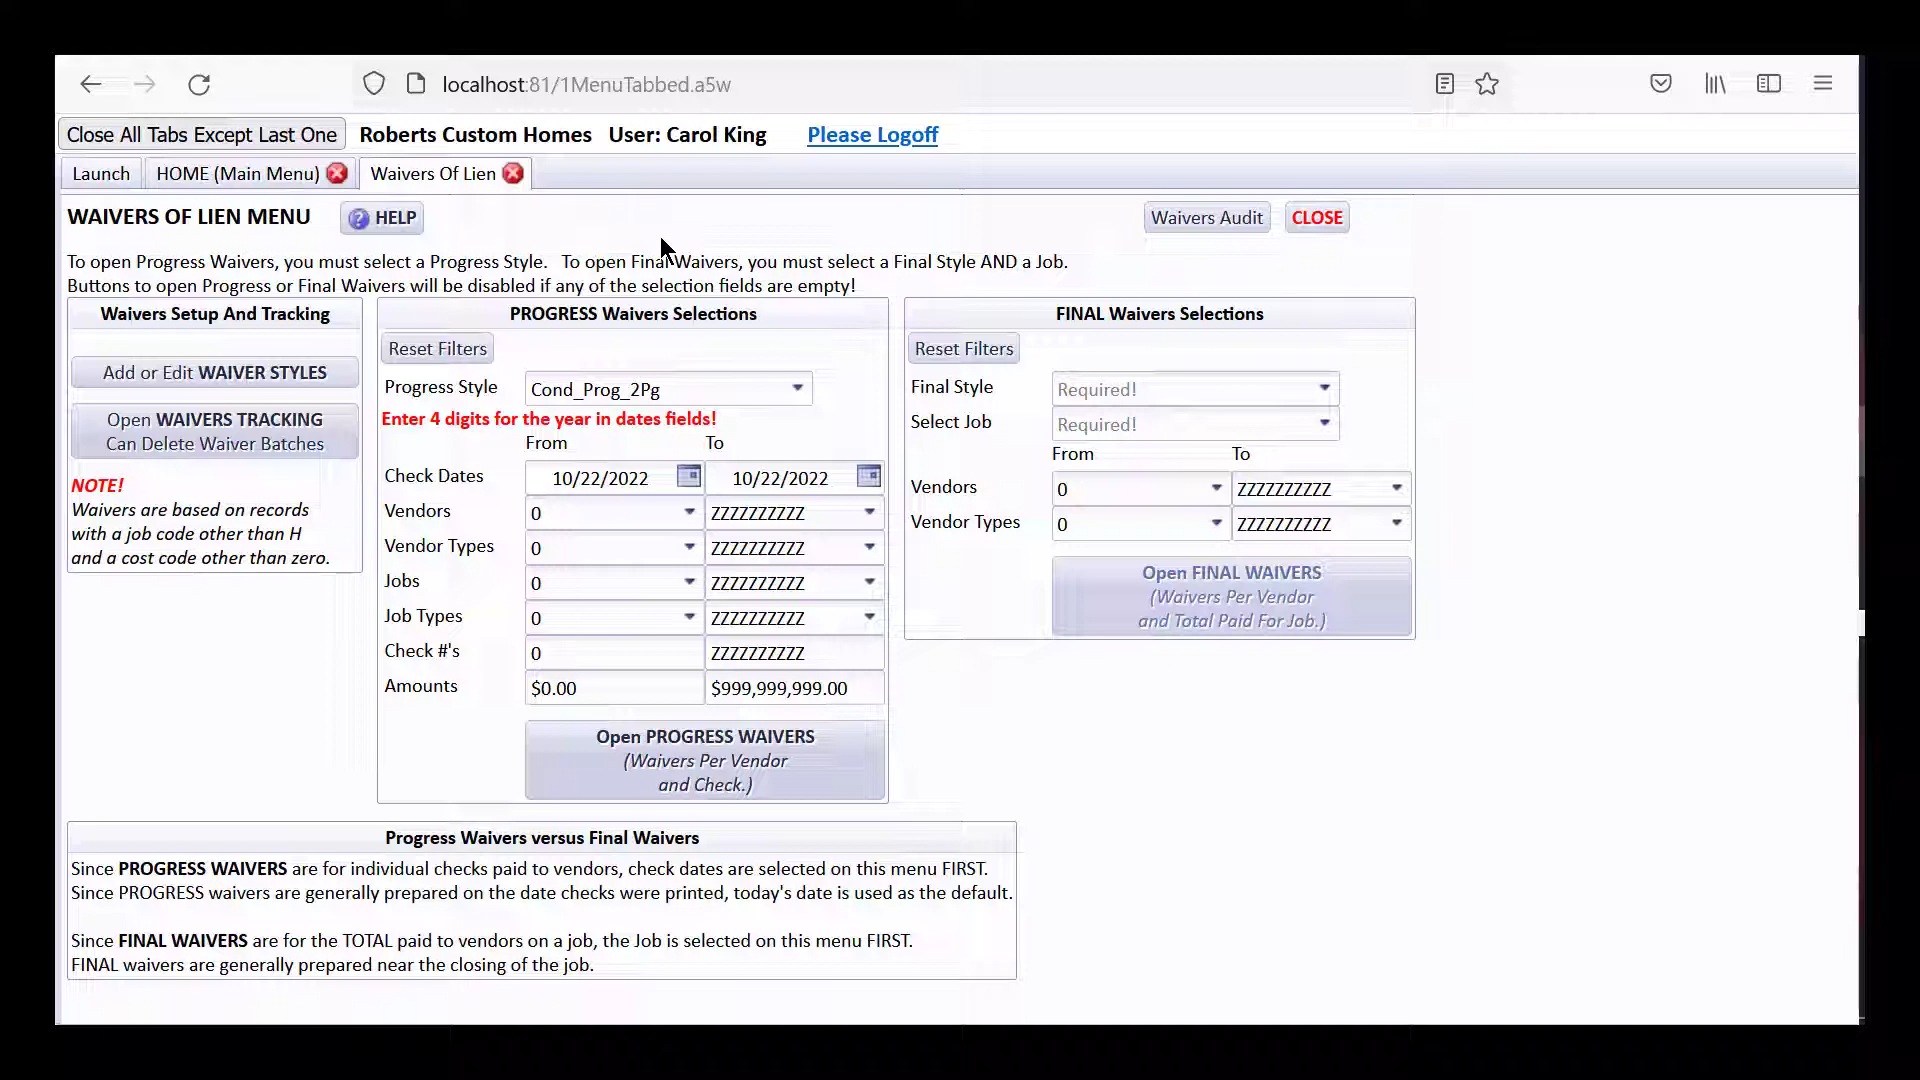 localhost:81/1MenuTabbed.a5w
Close All Tabs Except Last One Roberts Custom Homes User: Carol King Please Logoff
Launch HOME (Main Menu) Waivers Of Lien
WAIVERS OF LIEN MENU ? HELP Waivers Audit CLOSE
To open Progress Waivers, you must select a Progress Style. To open Final Waivers, you must select a Final Style AND a Job.
Buttons to open Progress or Final Waivers will be disabled if any of the selection fields are empty!
Waivers Setup And Tracking
Add or Edit WAIVER STYLES
Open WAIVERS TRACKING
Can Delete Waiver Batches
NOTE!
Waivers are based on records
with a job code other than H
and a cost code other than zero.
PROGRESS Waivers Selections
Reset Filters
Progress Style Cond_Prog_2Pg
Enter 4 digits for the year in dates fields!
From To
Check Dates 10/22/2022 10/22/2022
Vendors 0 ZZZZZZZZZZ
Vendor Types 0 ZZZZZZZZZZ
Jobs 0 ZZZZZZZZZZ
Job Types 0 ZZZZZZZZZZ
Check #'s 0 ZZZZZZZZZZ
Amounts $0.00 $999,999,999.00
Open PROGRESS WAIVERS
(Waivers Per Vendor
and Check.)
FINAL Waivers Selections
Reset Filters
Final Style Required!
Select Job Required!
From To
Vendors 0 ZZZZZZZZZZ
Vendor Types 0 ZZZZZZZZZZ
Open FINAL WAIVERS
(Waivers Per Vendor
and Total Paid For Job.)
Progress Waivers versus Final Waivers
Since PROGRESS WAIVERS are for individual checks paid to vendors, check dates are selected on this menu FIRST.
Since PROGRESS waivers are generally prepared on the date checks were printed, today's date is used as the default.
Since FINAL WAIVERS are for the TOTAL paid to vendors on a job, the Job is selected on this menu FIRST.
FINAL waivers are generally prepared near the closing of the job.